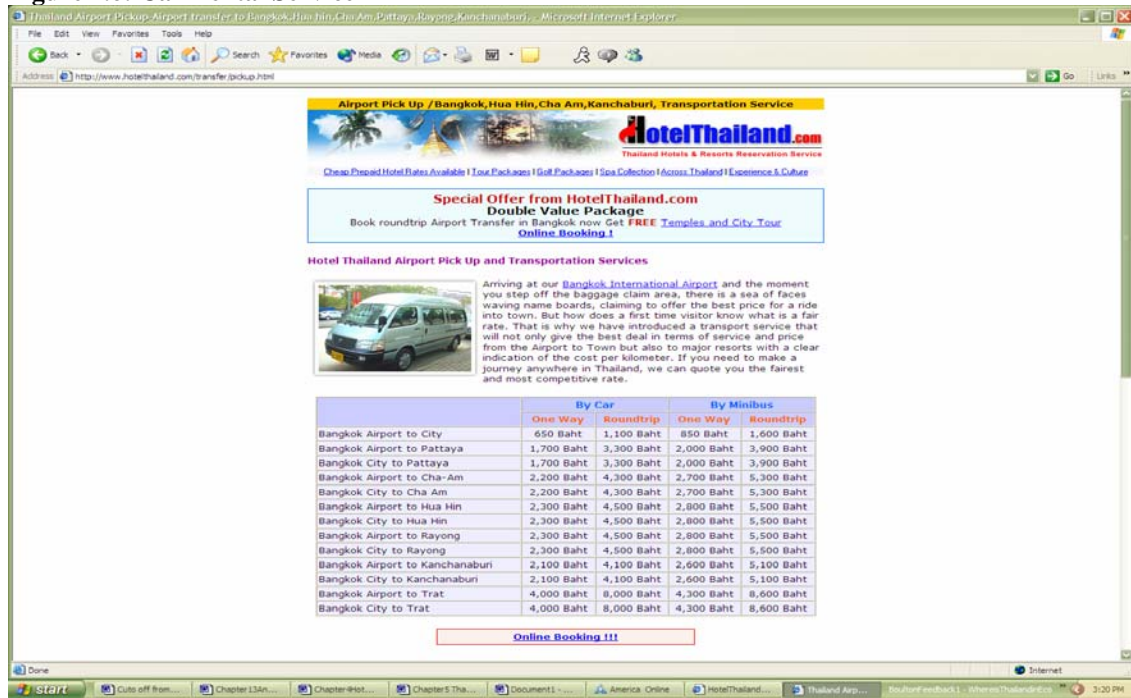 Thailand Airport Pickup-Airport transfer to Bangkok,Hua hin,Cha Am,Pattaya,Rayong,Kanchanaburi, - Microsoft Internet Explorer
File Edit View Favorites Tools Help
Back Search Favorites Media
Address http://www.hotelthailand.com/transfer/pickup.html Go Links
Airport Pick Up /Bangkok,Hua Hin,Cha Am,Kanchaburi, Transportation Service
HotelThailand.com
Thailand Hotels & Resorts Reservation Service
Cheap Prepaid Hotel Rates Available | Tour Packages | Golf Packages | Spa Collection | Across Thailand | Experience & Culture
Special Offer from HotelThailand.com
Double Value Package
Book roundtrip Airport Transfer in Bangkok now Get FREE Temples and City Tour
Online Booking !
Hotel Thailand Airport Pick Up and Transportation Services
Arriving at our Bangkok International Airport and the moment
you step off the baggage claim area, there is a sea of faces
waving name boards, claiming to offer the best price for a ride
into town. But how does a first time visitor know what is a fair
rate. That is why we have introduced a transport service that
will not only give the best deal in terms of service and price
from the Airport to Town but also to major resorts with a clear
indication of the cost per kilometer. If you need to make a
journey anywhere in Thailand, we can quote you the fairest
and most competitive rate.
By Car By Minibus
One Way Roundtrip One Way Roundtrip
Bangkok Airport to City 650 Baht 1,100 Baht 850 Baht 1,600 Baht
Bangkok Airport to Pattaya 1,700 Baht 3,300 Baht 2,000 Baht 3,900 Baht
Bangkok City to Pattaya 1,700 Baht 3,300 Baht 2,000 Baht 3,900 Baht
Bangkok Airport to Cha-Am 2,200 Baht 4,300 Baht 2,700 Baht 5,300 Baht
Bangkok City to Cha Am 2,200 Baht 4,300 Baht 2,700 Baht 5,300 Baht
Bangkok Airport to Hua Hin 2,300 Baht 4,500 Baht 2,800 Baht 5,500 Baht
Bangkok City to Hua Hin 2,300 Baht 4,500 Baht 2,800 Baht 5,500 Baht
Bangkok Airport to Rayong 2,300 Baht 4,500 Baht 2,800 Baht 5,500 Baht
Bangkok City to Rayong 2,300 Baht 4,500 Baht 2,800 Baht 5,500 Baht
Bangkok Airport to Kanchanaburi 2,100 Baht 4,100 Baht 2,600 Baht 5,100 Baht
Bangkok City to Kanchanaburi 2,100 Baht 4,100 Baht 2,600 Baht 5,100 Baht
Bangkok Airport to Trat 4,000 Baht 8,000 Baht 4,300 Baht 8,600 Baht
Bangkok City to Trat 4,000 Baht 8,000 Baht 4,300 Baht 8,600 Baht
Online Booking !!!
Done Internet
start Cuts off from... Chapter13An... Chapter4Hot... Chapter5 Tha... Document1 - ... America Online HotelThailand... Thailand Airp... 3:20 PM